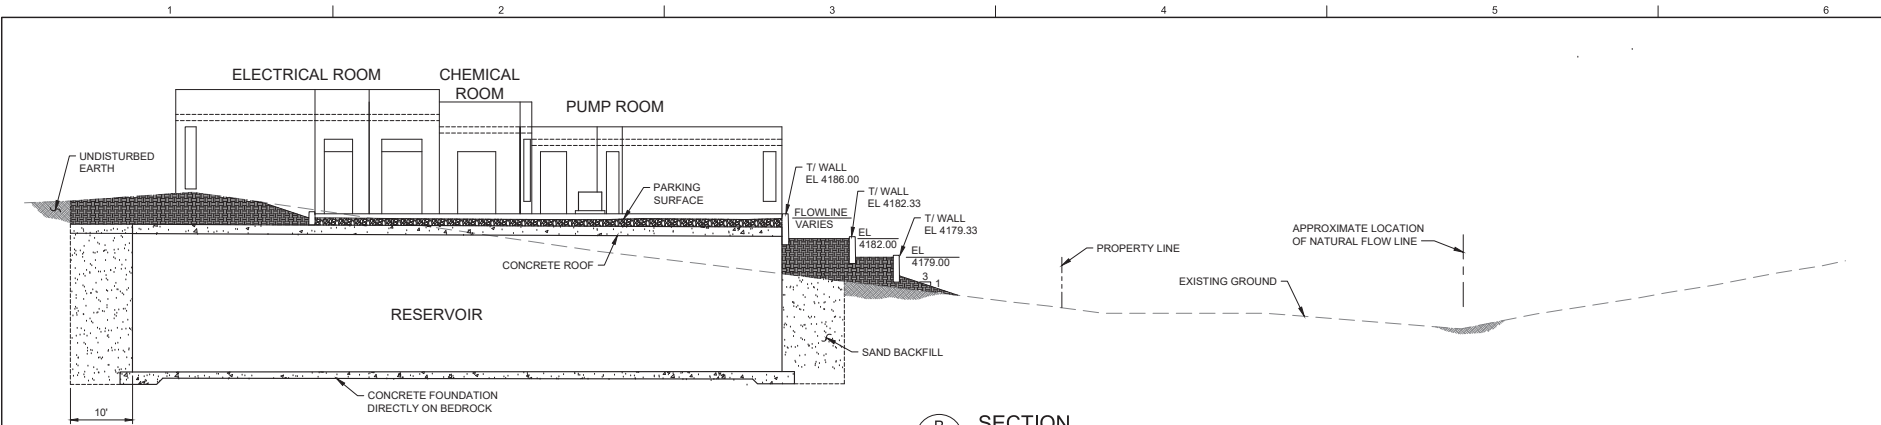 1 2 3 4 5 6
ELECTRICAL ROOM
CHEMICAL
ROOM
PUMP ROOM
UNDISTURBED
EARTH
PARKING
SURFACE
T/ WALL
EL 4186.00
T/ WALL
EL 4182.33
T/ WALL
EL 4179.33
FLOWLINE
VARIES
EL
4182.00
EL
4179.00
3
1
PROPERTY LINE
APPROXIMATE LOCATION
OF NATURAL FLOW LINE
EXISTING GROUND
CONCRETE ROOF
RESERVOIR
SAND BACKFILL
CONCRETE FOUNDATION
DIRECTLY ON BEDROCK
10'
SECTION